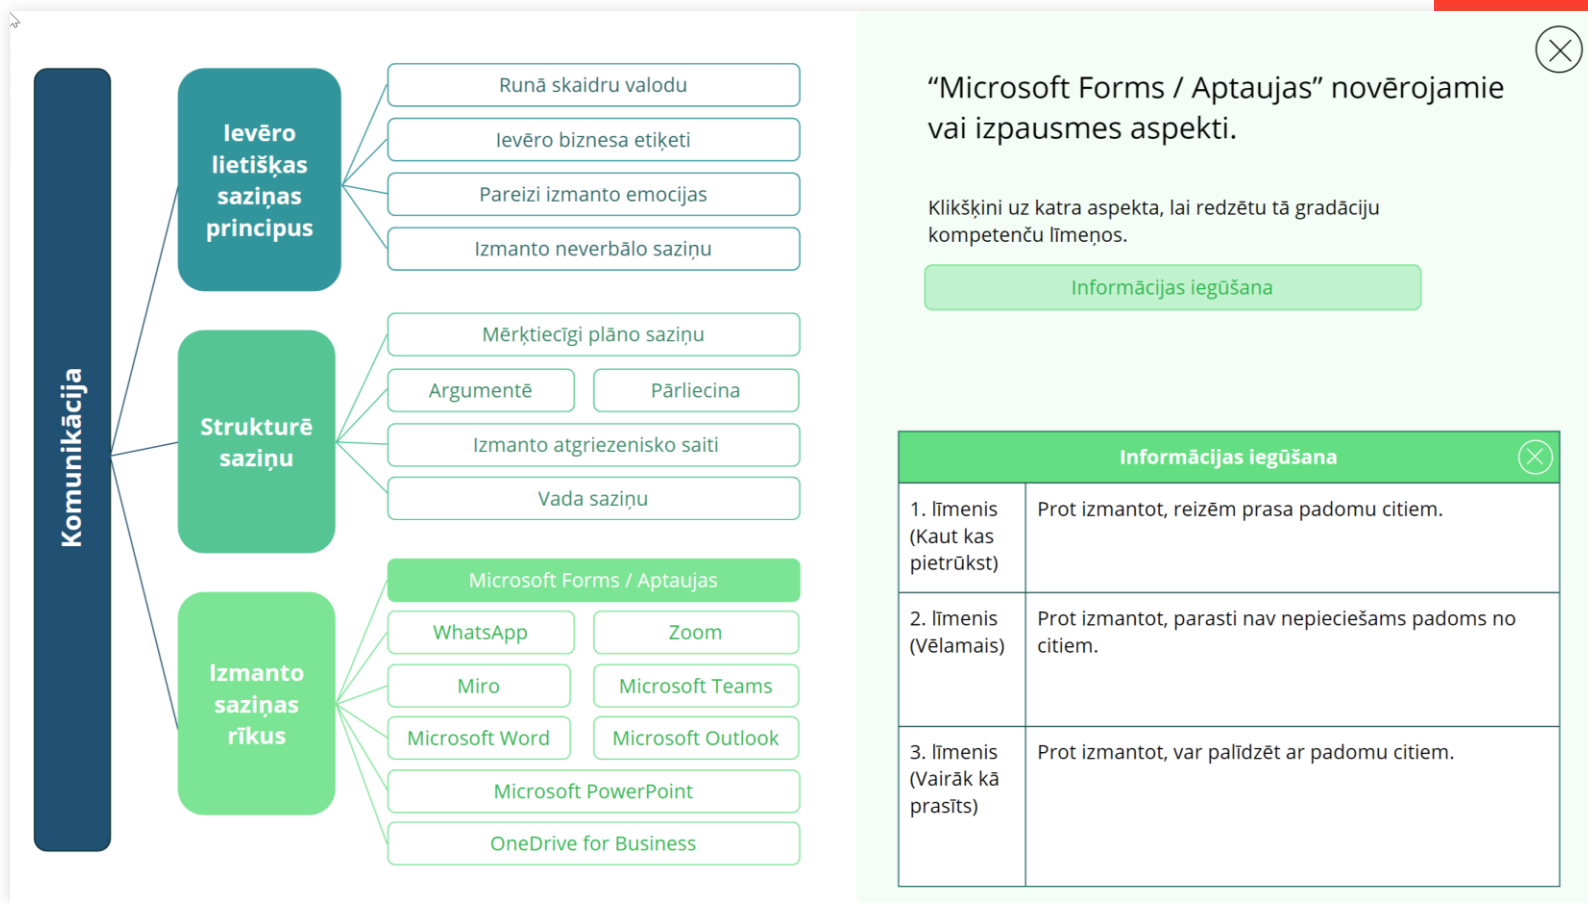 Komunikācija
Ievēro
lietišķas
saziņas
principus
Runā skaidru valodu
Ievēro biznesa etiķeti
Pareizi izmanto emocijas
Izmanto neverbālo saziņu
Strukturē
saziņu
Mērķtiecīgi plāno saziņu
Argumentē
Pārliecina
Izmanto atgriezenisko saiti
Vada saziņu
Izmanto
saziņas
rīkus
Microsoft Forms / Aptaujas
WhatsApp
Zoom
Miro
Microsoft Teams
Microsoft Word
Microsoft Outlook
Microsoft PowerPoint
OneDrive for Business
“Microsoft Forms / Aptaujas” novērojamie
vai izpausmes aspekti.
Klikšķini uz katra aspekta, lai redzētu tā gradāciju
kompetenču līmeņos.
Informācijas iegūšana
Informācijas iegūšana
1. līmenis
(Kaut kas
pietrūkst)
Prot izmantot, reizēm prasa padomu citiem.
2. līmenis
(Vēlamais)
Prot izmantot, parasti nav nepieciešams padoms no
citiem.
3. līmenis
(Vairāk kā
prasīts)
Prot izmantot, var palīdzēt ar padomu citiem.